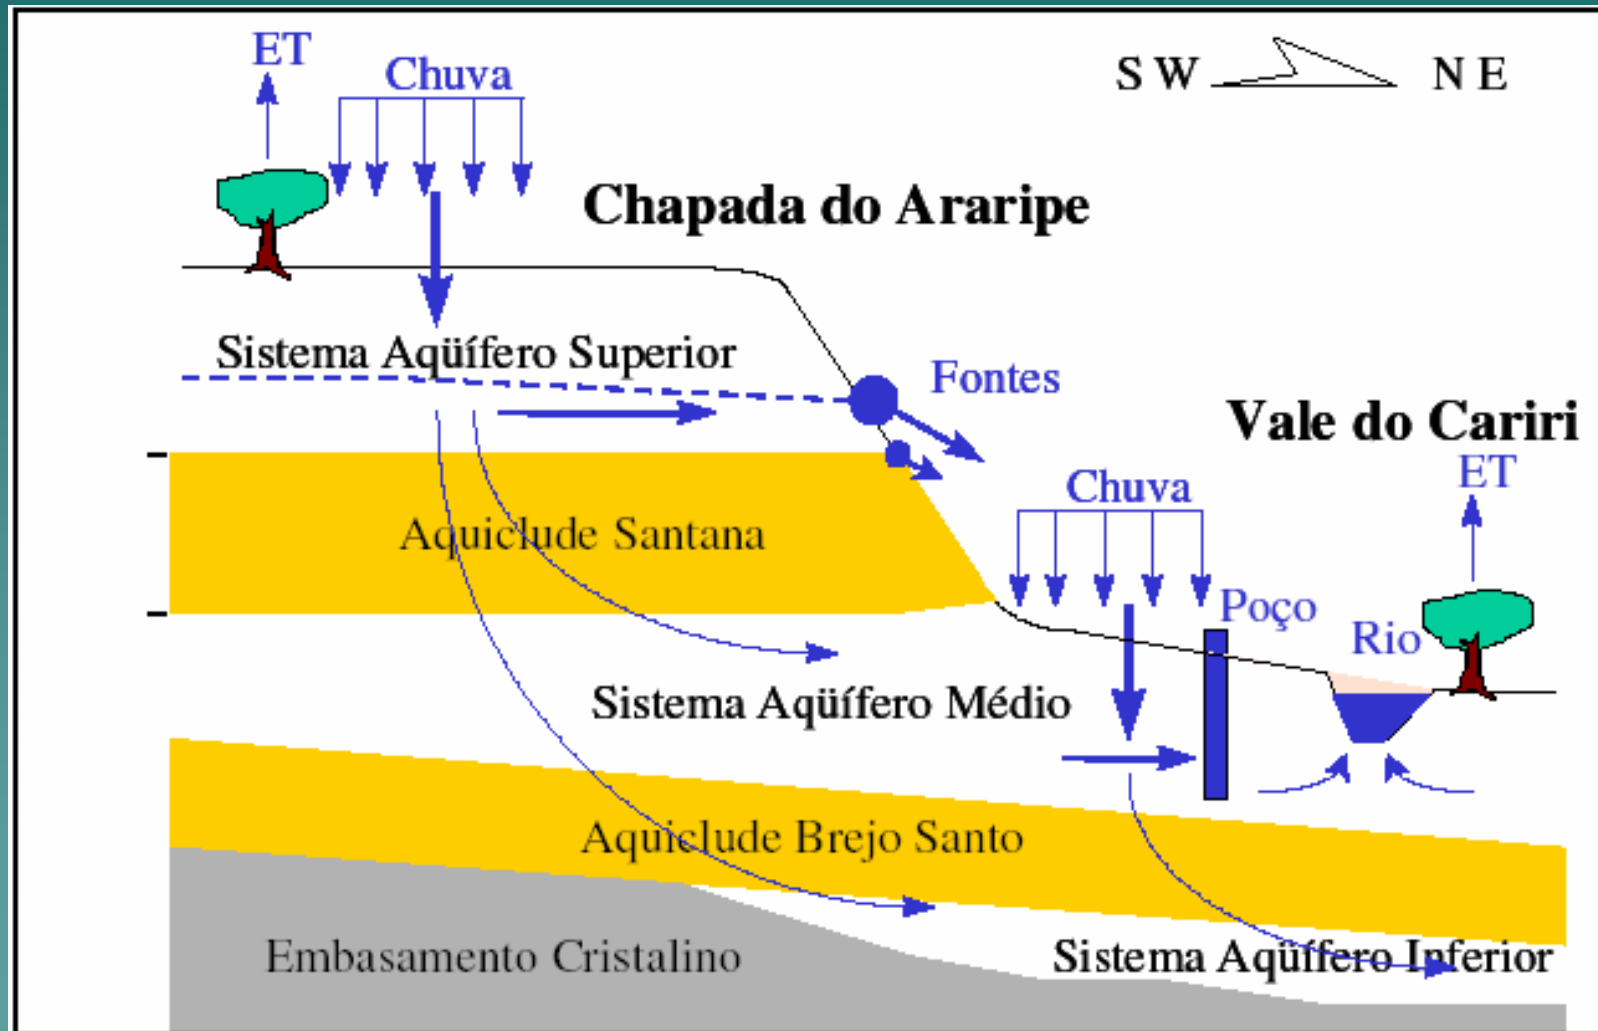 ET
Chuva
S W
N E
Chapada do Araripe
Sistema Aqüífero Superior
Fontes
Vale do Cariri
ET
Chuva
Aquiclude Santana
Poço
Rio
Sistema Aqüífero Médio
Aquiclude Brejo Santo
Embasamento Cristalino
Sistema Aqüífero Inferior